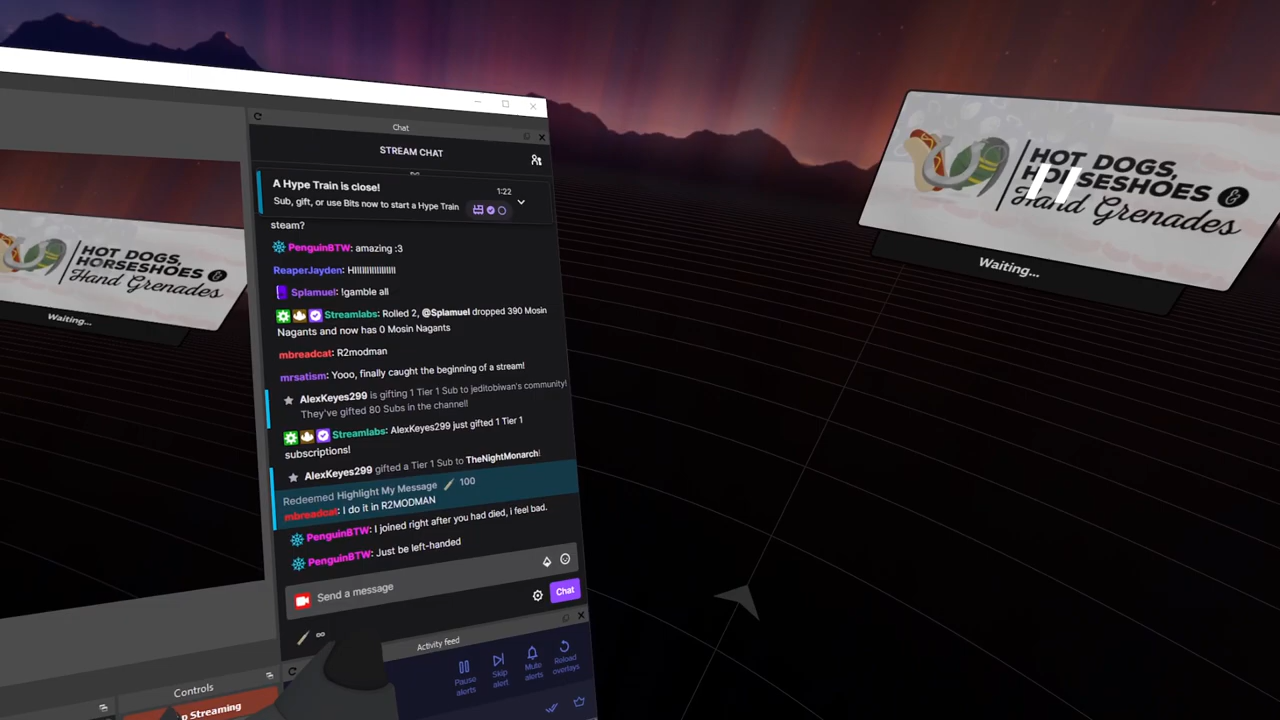 Chat
STREAM CHAT
A Hype Train is close!
1:22
Sub, gift, or use Bits now to start a Hype Train
steam?
PenguinBTW: amazing :3
ReaperJayden: HIIIIIIIIIIIIIIIII
Splamuel: !gamble all
Streamlabs: Rolled 2, @Splamuel dropped 390 Mosin
Nagants and now has 0 Mosin Nagants
mbreadcat: R2modman
mrsatism: Yooo, finally caught the beginning of a stream!
AlexKeyes299 is gifting 1 Tier 1 Sub to jeditobiwan's community!
They've gifted 80 Subs in the channel!
Streamlabs: AlexKeyes299 just gifted 1 Tier 1
subscriptions!
AlexKeyes299 gifted a Tier 1 Sub to TheNightMonarch!
Redeemed Highlight My Message 100
mbreadcat: I do it in R2MODMAN
PenguinBTW: I joined right after you had died, i feel bad.
PenguinBTW: Just be left-handed
Send a message
Chat
∞
Activity feed
Pause
alerts
Skip
alert
Mute
alerts
Reload
overlays
Controls
p Streaming
HOT DOGS,
HORSESHOES &
Hand Grenades
Waiting...
HOT DOGS,
HORSESHOES &
Hand Grenades
Waiting...